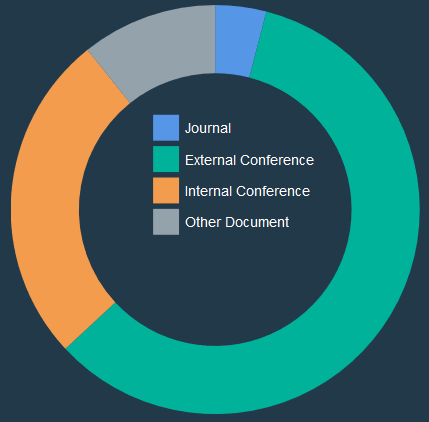 Journal
External Conference
Internal Conference
Other Document